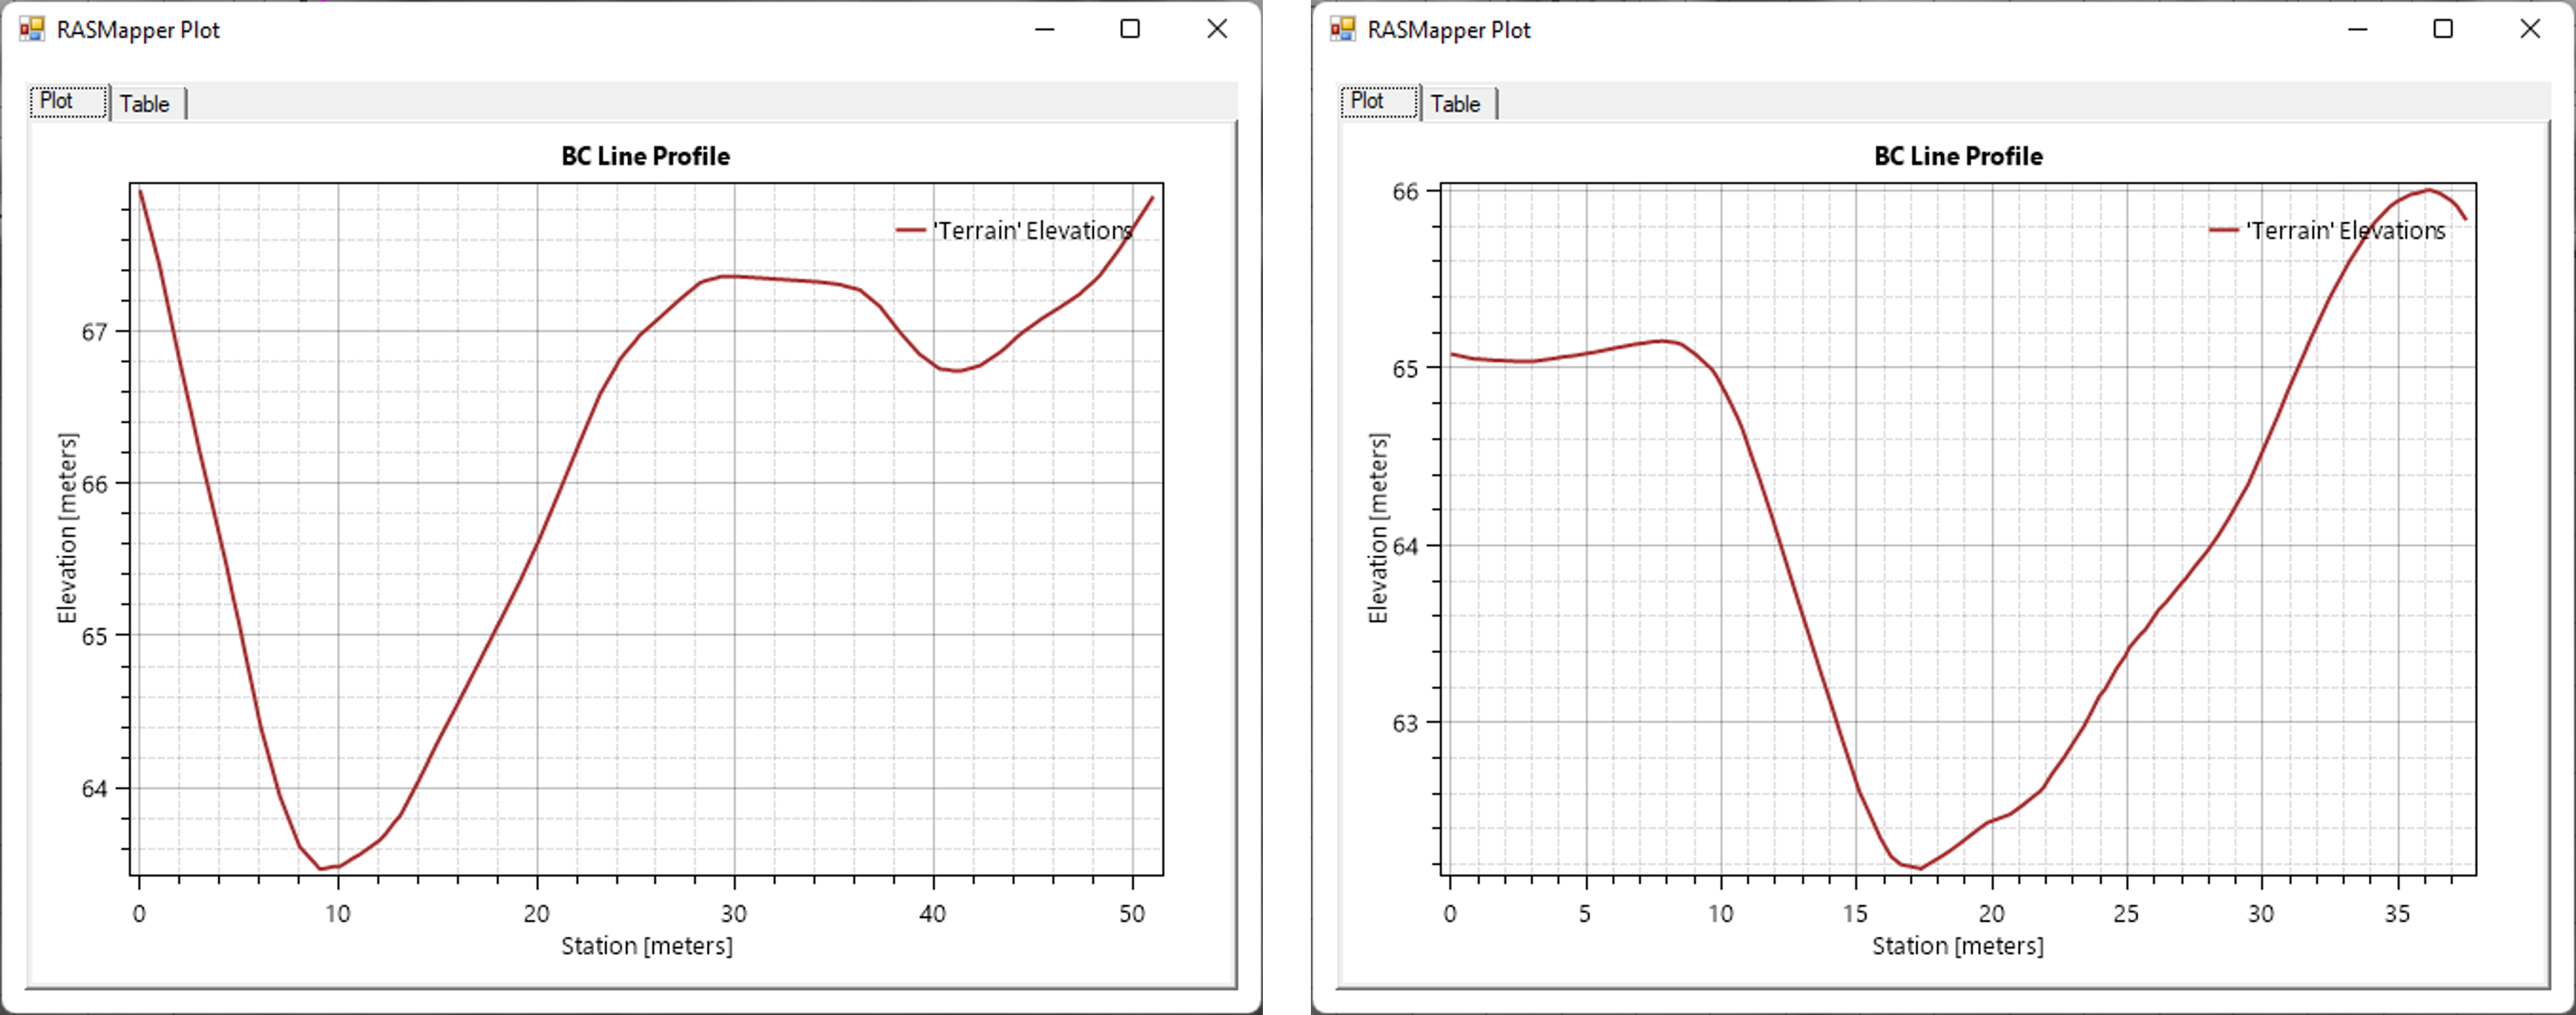 RASMapper Plot
Plot
Table
BC Line Profile
'Terrain' Elevations
67
66
65
64
Elevation [meters]
0 10 20 30 40 50
Station [meters]
RASMapper Plot
Plot
Table
BC Line Profile
'Terrain' Elevations
66
65
64
63
Elevation [meters]
0 5 10 15 20 25 30 35
Station [meters]